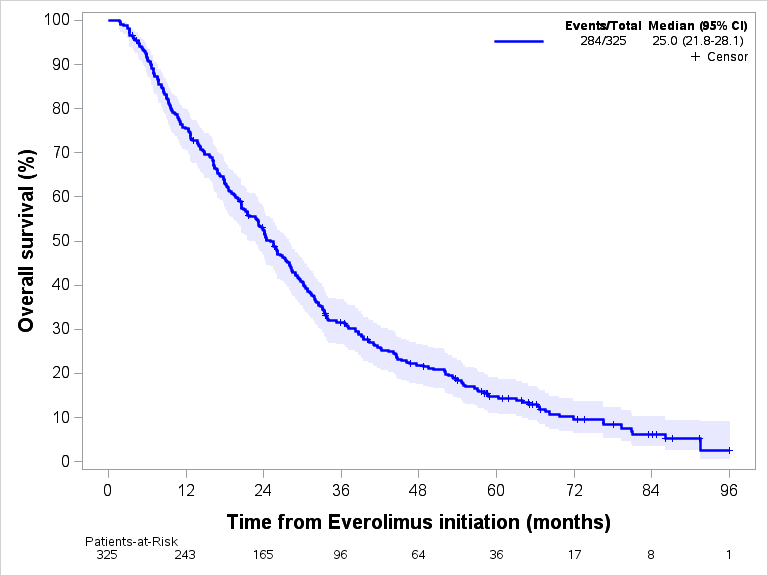 Events/Total Median (95% CI)
284/325 25.0 (21.8-28.1)
+ Censor
100
90
80
70
60
50
40
30
20
10
0
Overall survival (%)
0 12 24 36 48 60 72 84 96
Time from Everolimus initiation (months)
Patients-at-Risk
325 243 165 96 64 36 17 8 1